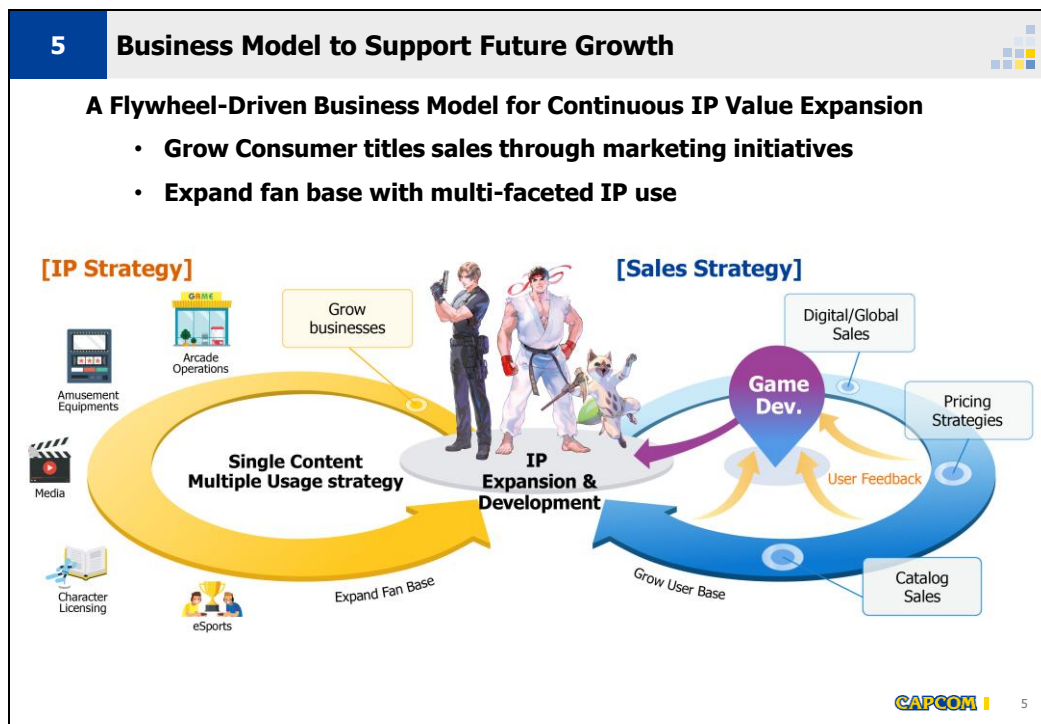 5
Business Model to Support Future Growth
A Flywheel-Driven Business Model for Continuous IP Value Expansion
• Grow Consumer titles sales through marketing initiatives
• Expand fan base with multi-faceted IP use
[IP Strategy]
[Sales Strategy]
GAME
Arcade
Operations
Grow
businesses
Amusement
Equipments
Media
Character
Licensing
eSports
Single Content
Multiple Usage strategy
Expand Fan Base
IP
Expansion &
Development
Digital/Global
Sales
Game
Dev.
Pricing
Strategies
User Feedback
Grow User Base
Catalog
Sales
CAPCOM
5